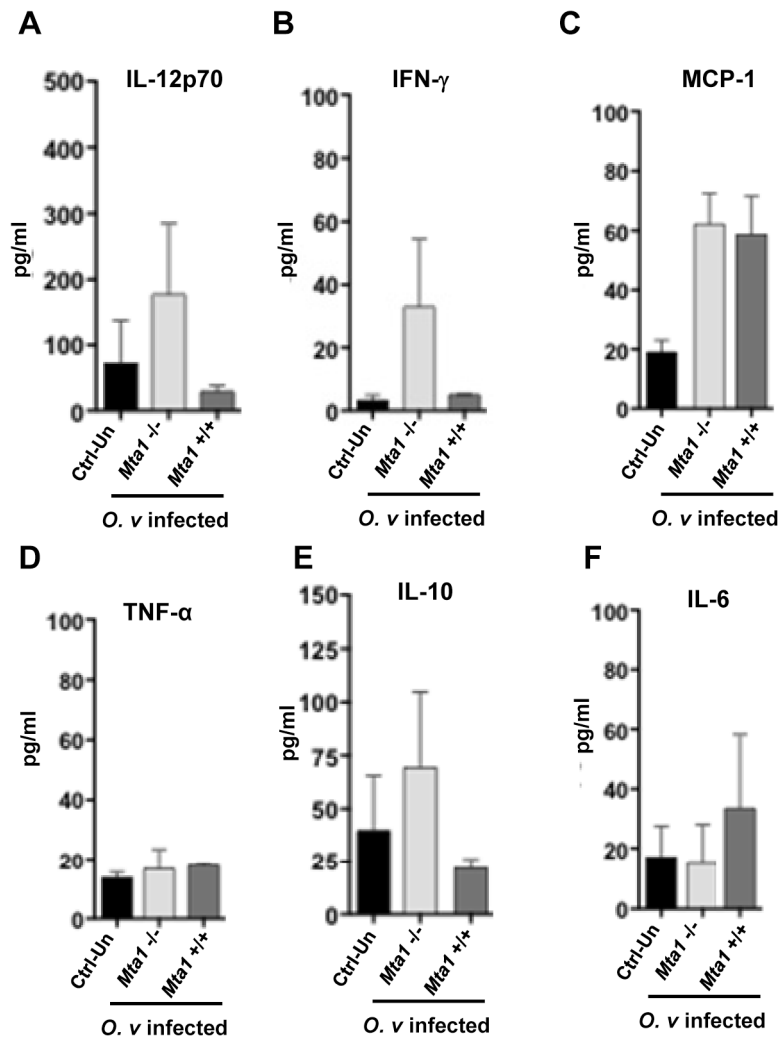 A
IL-12p70
pg/ml
500
400
300
200
100
0
Ctrl-Un
Mta1 -/-
Mta1 +/+
O. v infected
B
IFN-γ
pg/ml
100
80
60
40
20
0
Ctrl-Un
Mta1 -/-
Mta1 +/+
O. v infected
C
MCP-1
pg/ml
100
80
60
40
20
0
Ctrl-Un
Mta1 -/-
Mta1 +/+
O. v infected
D
TNF-α
pg/ml
100
80
60
40
20
0
Ctrl-Un
Mta1 -/-
Mta1 +/+
O. v infected
E
IL-10
pg/ml
150
125
100
75
50
25
0
Ctrl-Un
Mta1 -/-
Mta1 +/+
O. v infected
F
IL-6
pg/ml
100
80
60
40
20
0
Ctrl-Un
Mta1 -/-
Mta1 +/+
O. v infected